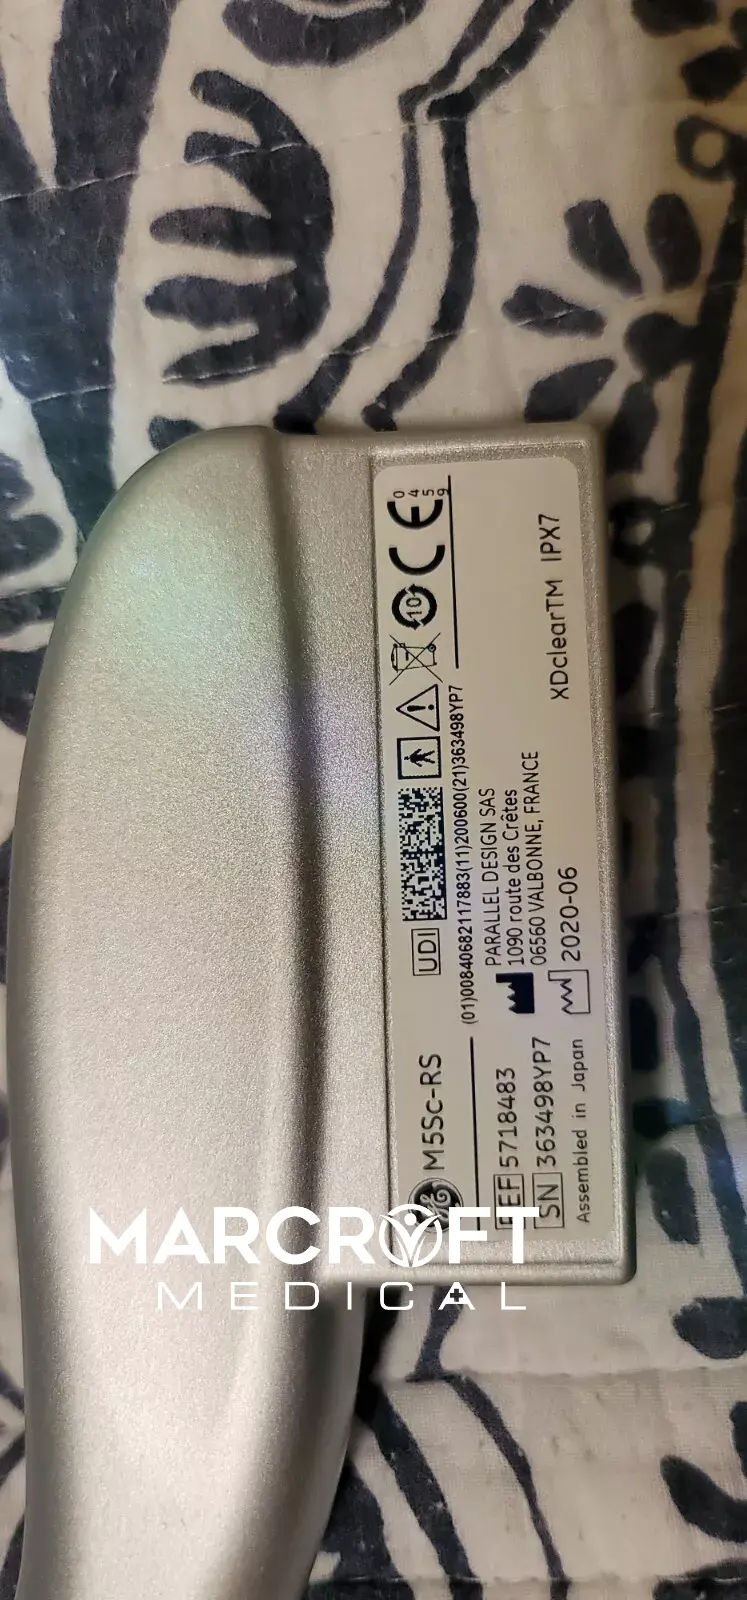 M5Sc-RS
REF 5718483
SN 363498YP7
Assembled in Japan
UDI
(01)00840682117883(11)200600(21)363498YP7
PARALLEL DESIGN SAS
1090 route des Crêtes
06560 VALBONNE, FRANCE
2020-06
10
CE
0459
XDclearTM IPX7
MARCROFT
MEDICAL